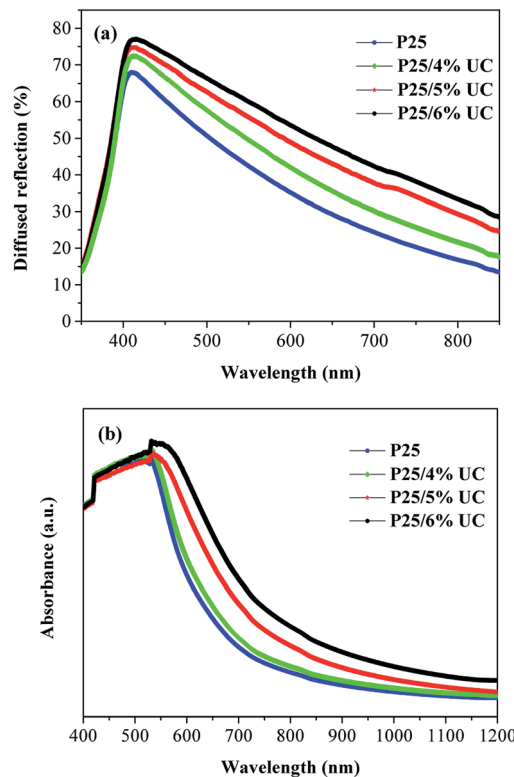 (a)
P25
P25/4% UC
P25/5% UC
P25/6% UC
Diffused reflection (%)
80
70
60
50
40
30
20
10
0
400 500 600 700 800
Wavelength (nm)
(b)
P25
P25/4% UC
P25/5% UC
P25/6% UC
Absorbance (a.u.)
400 500 600 700 800 900 1000 1100 1200
Wavelength (nm)